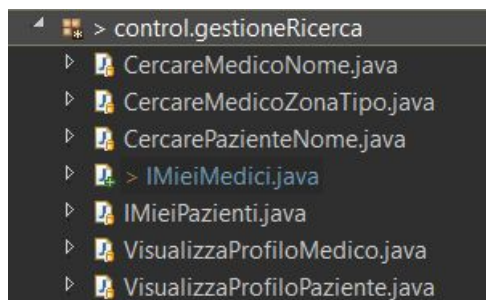 > control.gestioneRicerca
CercareMedicoNome.java
CercareMedicoZonaTipo.java
CercarePazienteNome.java
> IMieiMedici.java
IMieiPazienti.java
VisualizzaProfiloMedico.java
VisualizzaProfiloPaziente.java